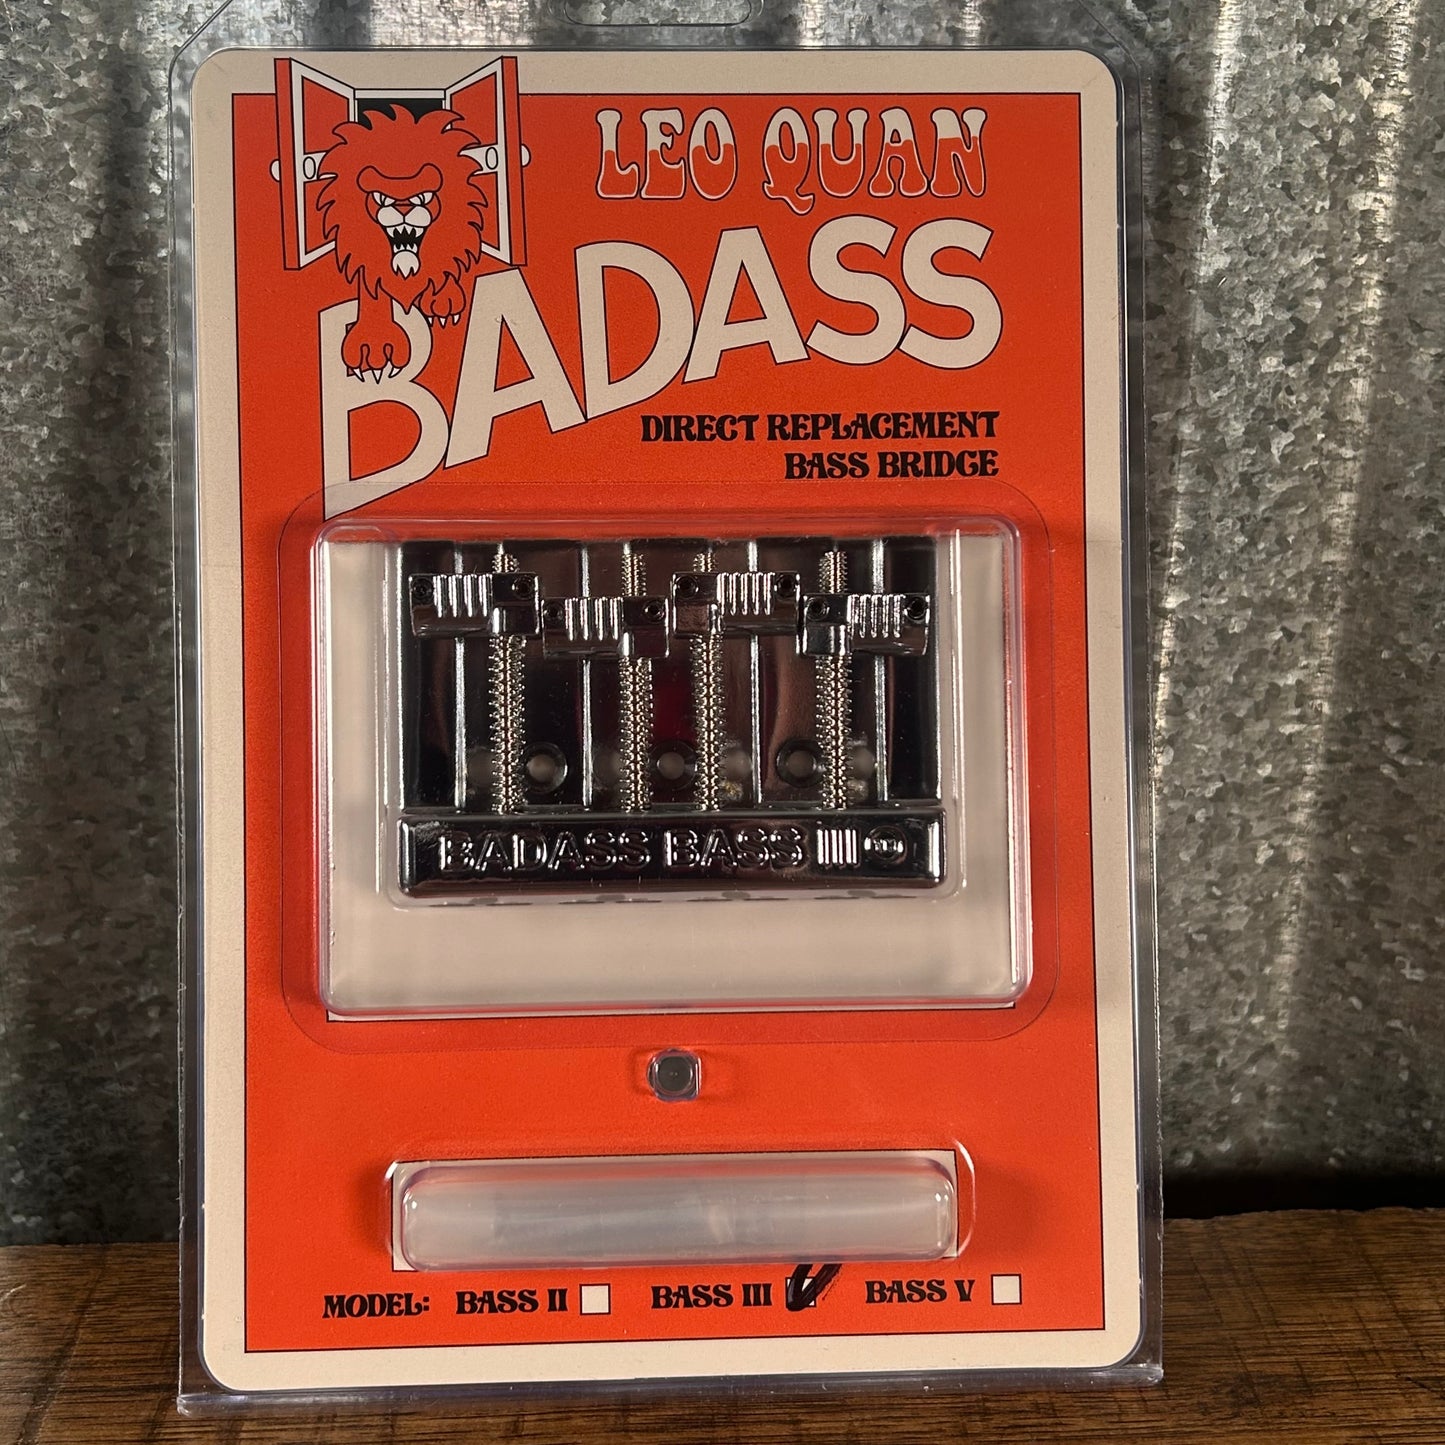 LEO QUAN
BADASS
DIRECT REPLACEMENT
BASS BRIDGE
BADASS BASS III
MODEL: BASS II BASS III BASS V